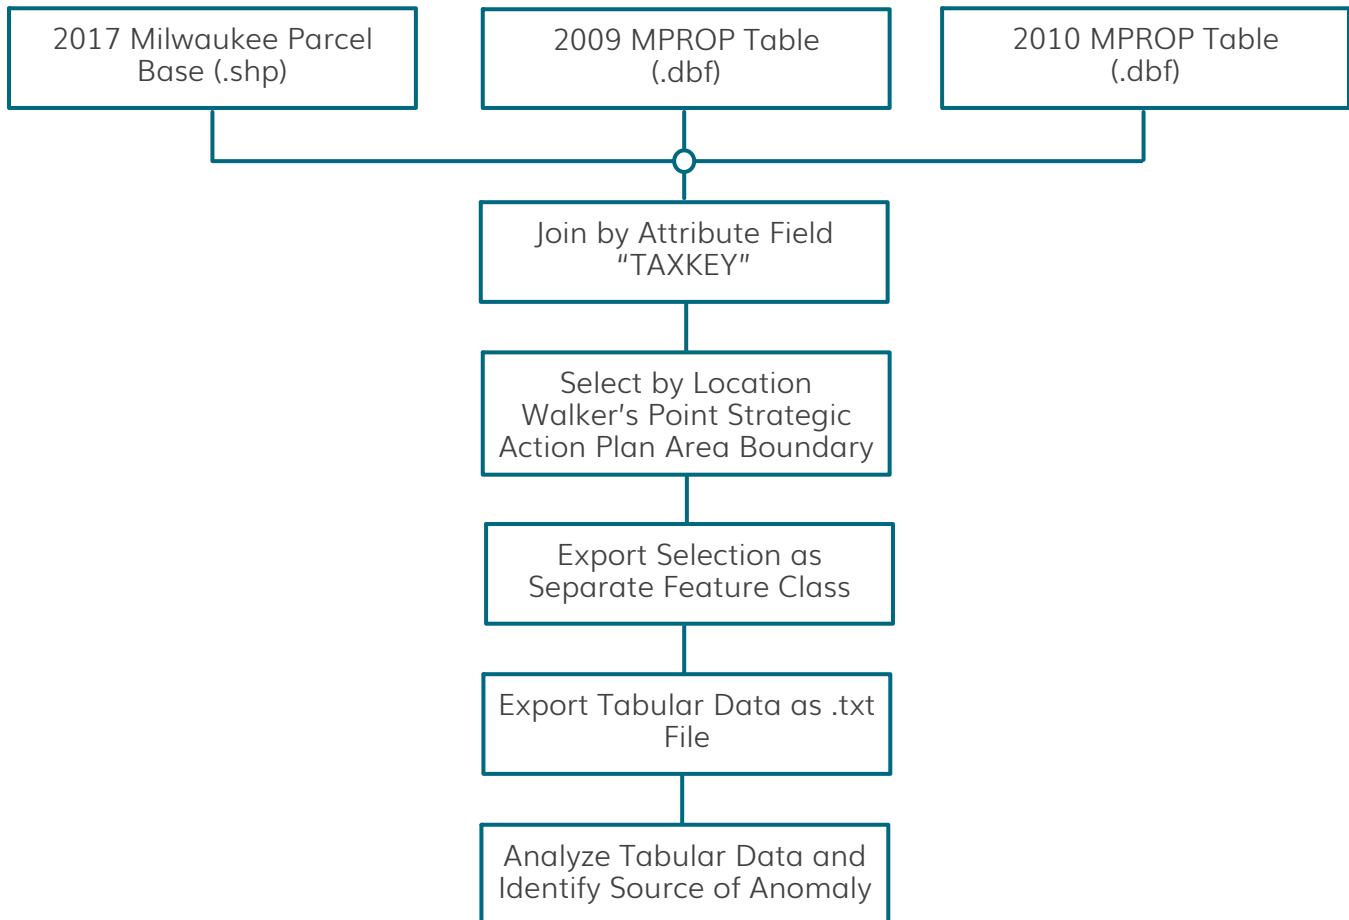 2017 Milwaukee Parcel
Base (.shp)
2009 MPROP Table
(.dbf)
2010 MPROP Table
(.dbf)
Join by Attribute Field
“TAXKEY”
Select by Location
Walker’s Point Strategic
Action Plan Area Boundary
Export Selection as
Separate Feature Class
Export Tabular Data as .txt
File
Analyze Tabular Data and
Identify Source of Anomaly